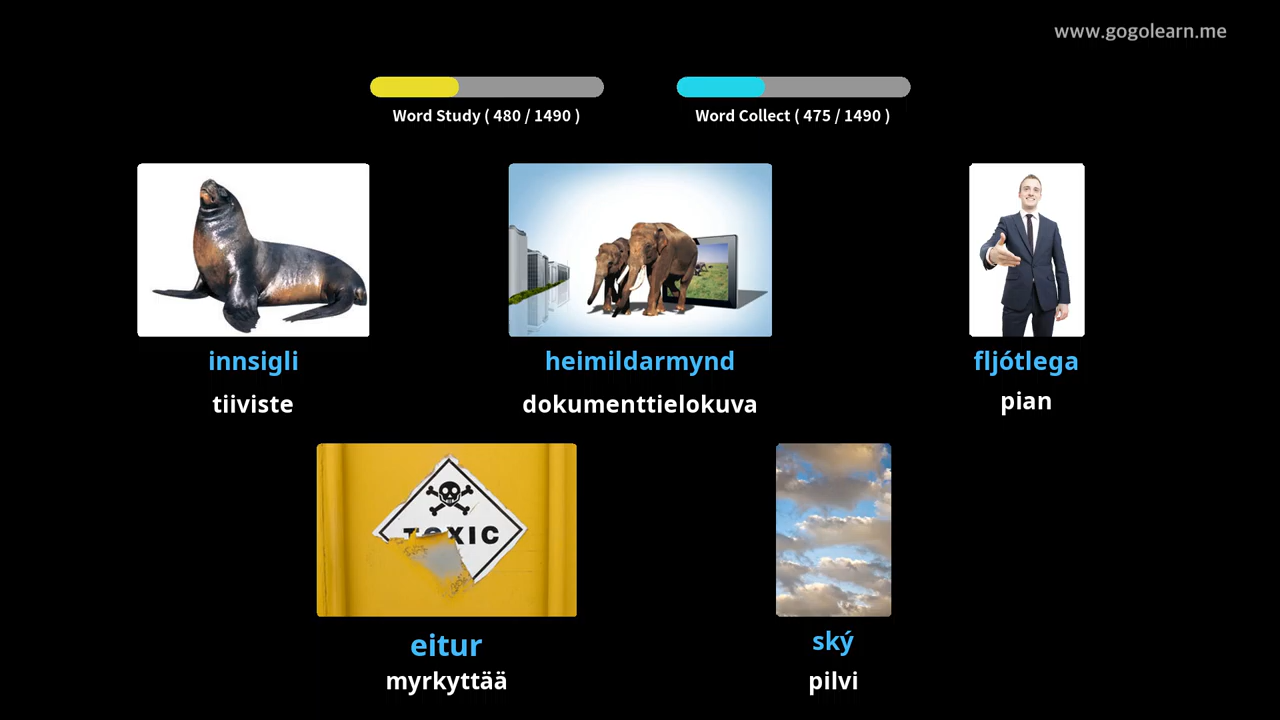 www.gogolearn.me
Word Study ( 480 / 1490 )
Word Collect ( 475 / 1490 )
innsigli
tiiviste
heimildarmynd
dokumenttielokuva
fljótlega
pian
TOXIC
eitur
myrkyttää
ský
pilvi